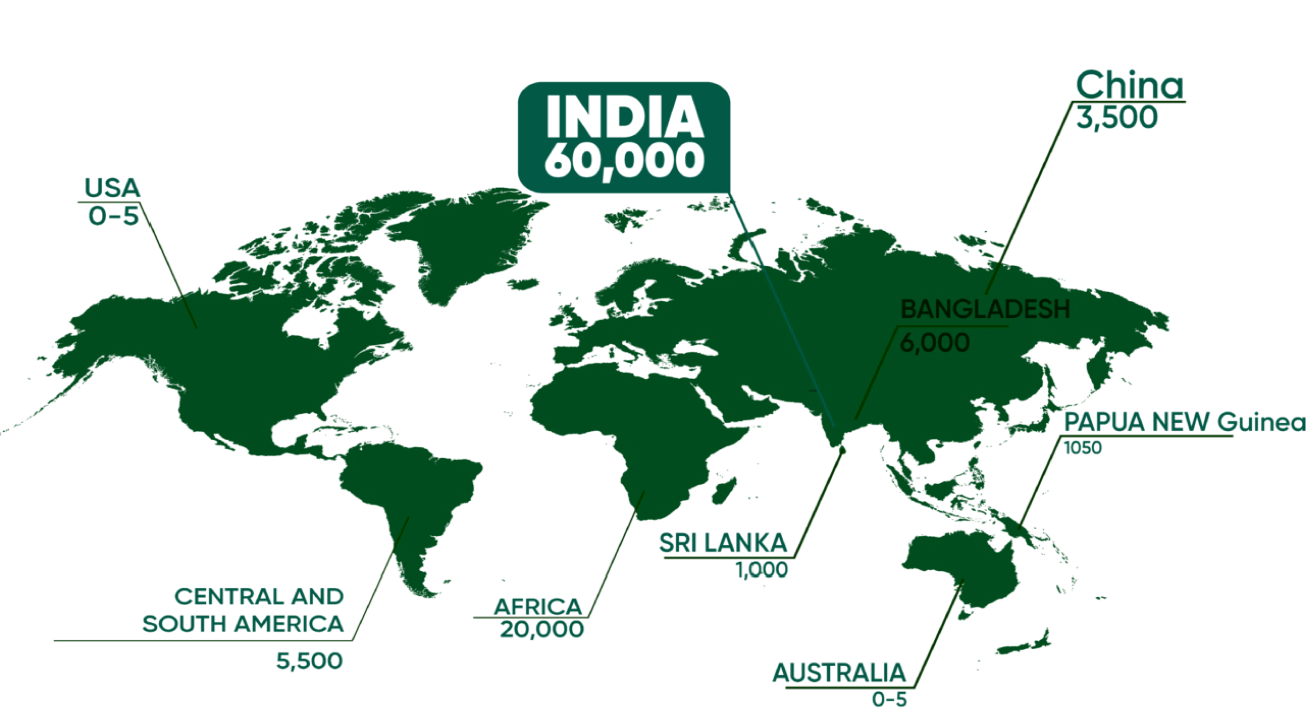 China
3,500
INDIA
60,000
USA
0-5
BANGLADESH
6,000
PAPUA NEW Guinea
1050
SRI LANKA
1,000
CENTRAL AND
SOUTH AMERICA
5,500
AFRICA
20,000
AUSTRALIA
0-5